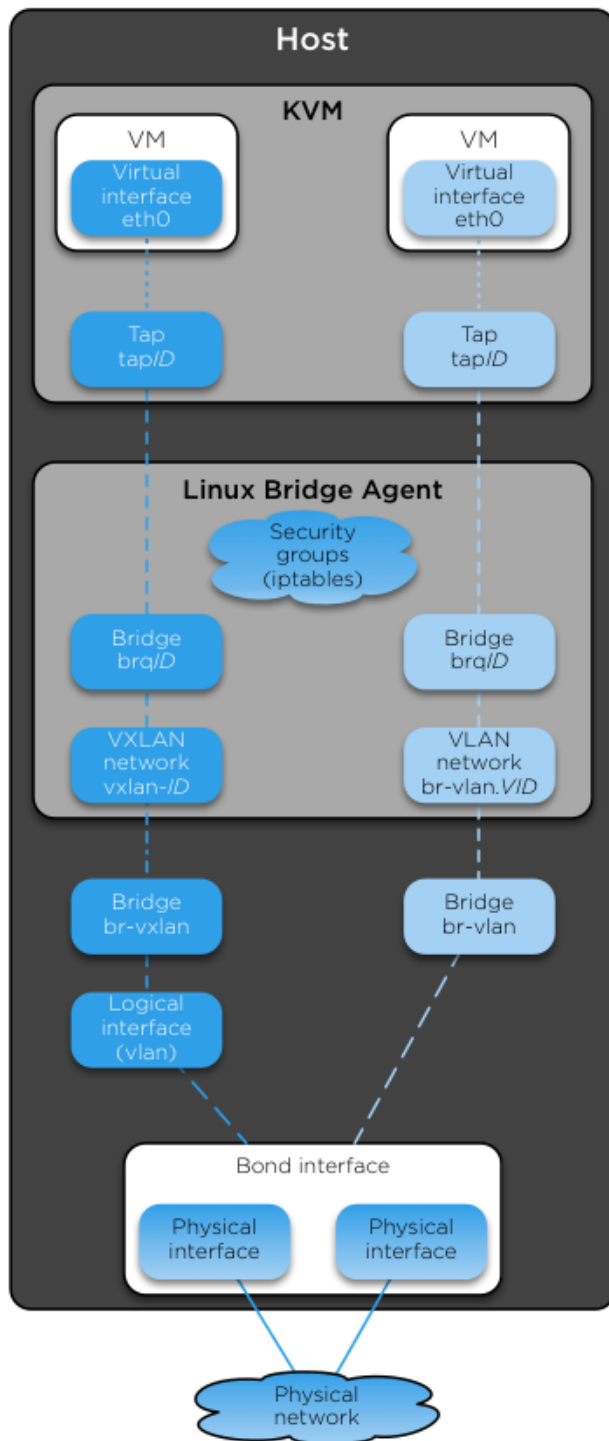 Host
KVM
VM
Virtual
interface
eth0
VM
Virtual
interface
eth0
Tap
tapID
Tap
tapID
Linux Bridge Agent
Security
groups
(iptables)
Bridge
brqID
Bridge
brqID
VXLAN
network
vxlan-ID
VLAN
network
br-vlan.VID
Bridge
br-vxlan
Bridge
br-vlan
Logical
interface
(vlan)
Bond interface
Physical
interface
Physical
interface
Physical
network